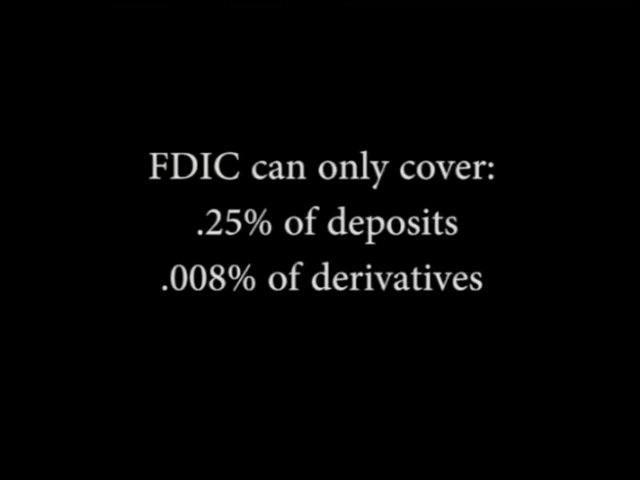 FDIC can only cover:
.25% of deposits
.008% of derivatives